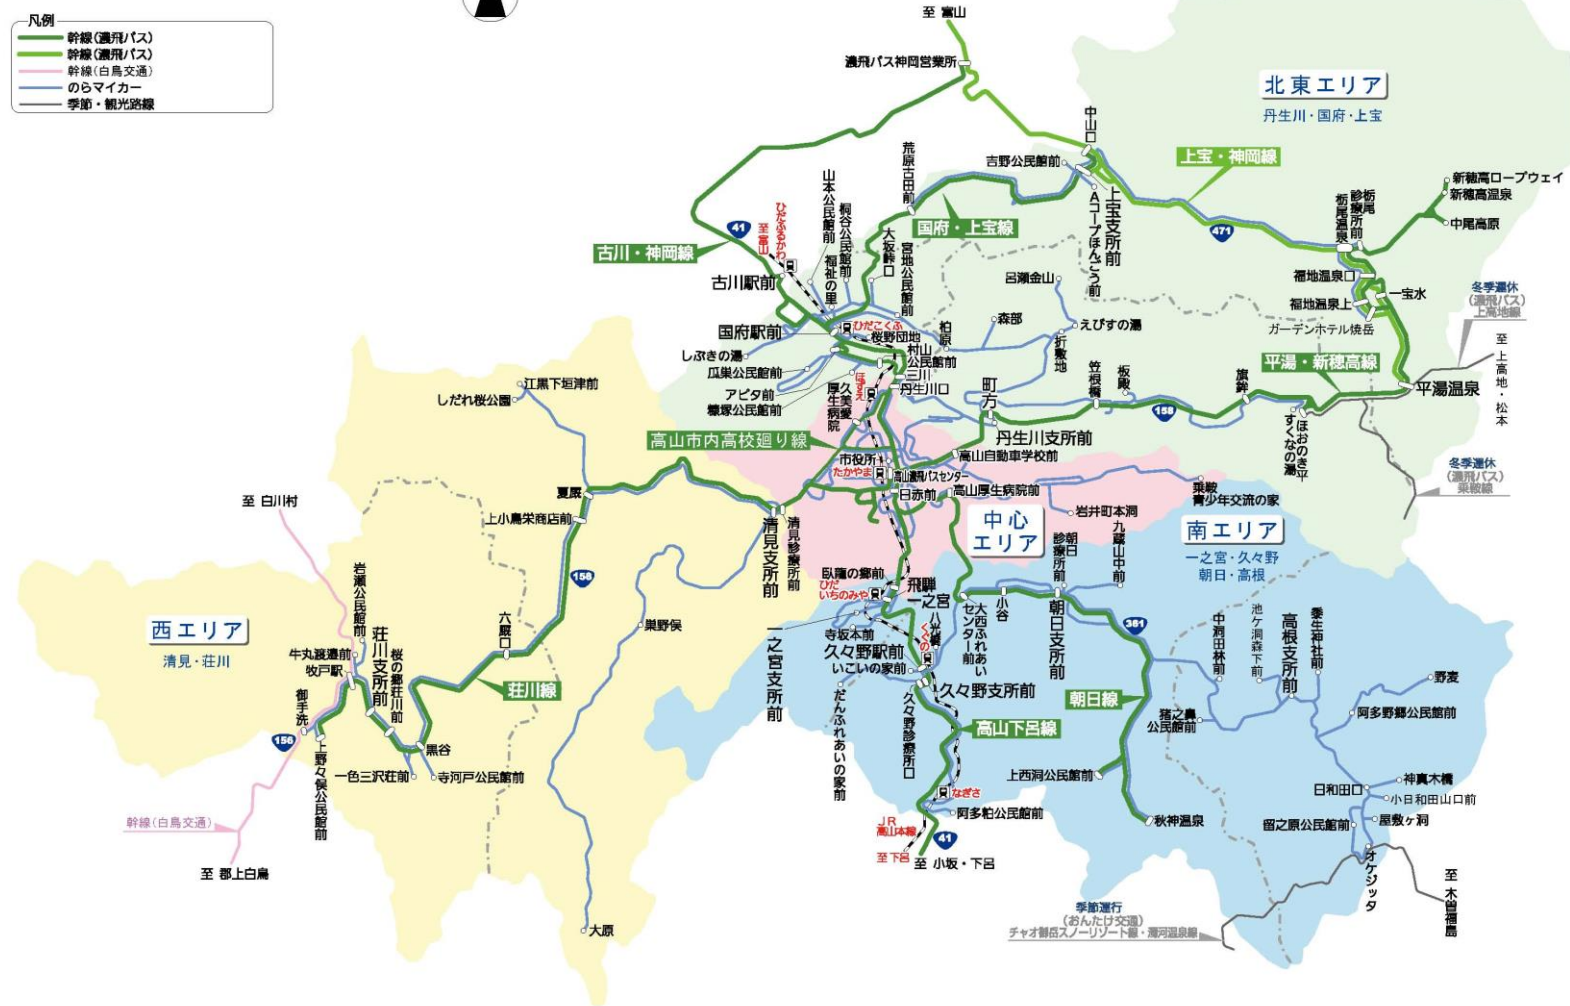 凡例
幹線(濃飛バス)
幹線(濃飛バス)
幹線(白鳥交通)
のらマイカー
季節・観光路線
至 富山
濃飛バス神岡営業所
北東エリア
丹生川・国府・上宝
中山口
上宝・神岡線
吉野公民館前
荒原古田前
上宝支所前
Aコープほんごう前
国府・上宝線
471
栃尾温泉
栃尾
診療所前
新穂高ロープウェイ
新穂高温泉
中尾高原
福地温泉口
福地温泉上
一宝水
ガーデンホテル焼岳
冬季運休
(濃飛バス)
上高地線
至 上高地・松本
平湯・新穂高線
平湯温泉
冬季運休
(濃飛バス)
乗鞍線
41
古川・神岡線
至 富山
ひだふるかわ
古川駅前
山本公民館前
福祉の里
桐谷公民館前
大坂峠口
宮地公民館前
呂瀬金山
国府駅前
ひだこくふ
桜野団地
柏原
森部
えびすの湯
折敷地
しぶきの湯
瓜巣公民館前
アピタ前
糠塚公民館前
村山
公民館前
三川
丹生川口
ほずえ
久美愛
厚生病院
町方
笠根橋
板殿
旗鉾
158
ほおのき平
すくなの湯
丹生川支所前
高山市内高校廻り線
市役所
たかやま
高山濃飛バスセンター
高山自動車学校前
日赤前
高山厚生病院前
乗鞍
青少年交流の家
岩井町本洞
中心
エリア
南エリア
一之宮・久々野
朝日・高根
江黒下垣津前
しだれ桜公園
夏厩
上小鳥栄商店前
158
清見支所前
清見診療所前
至 白川村
岩瀬公民館前
西エリア
清見・荘川
牛丸渡邉前
牧戸駅
荘川支所前
桜の郷荘川前
六厩
荘川線
御手洗
156
上野々俣公民館前
黒谷
一色三沢荘前
寺河戸公民館前
幹線(白鳥交通)
至 郡上白鳥
巣野俣
大原
臥龍の郷前
ひだ
いちのみや
飛騨
一之宮
一之宮支所前
寺坂本前
八光橋
くぐの
久々野駅前
いこいの家前
久々野支所前
だんふれあいの家前
久々野診療所口
高山下呂線
なぎさ
阿多粕公民館前
JR
高山本線
至 下呂
41
至 小坂・下呂
大西ふれあい
センター前
小谷
朝日
診療所前
朝日支所前
九蔵山中前
361
朝日線
上西洞公民館前
秋神温泉
中洞田林前
池ケ洞森下前
高根支所前
黍生神社前
猪之鼻
公民館前
野麦
阿多野郷公民館前
日和田口
神真木橋
小日和田山口前
留之原公民館前
屋敷ヶ洞
オケジッタ
至 木曽福島
季節運行
(おんたけ交通)
チャオ御岳スノーリゾート線・濁河温泉線